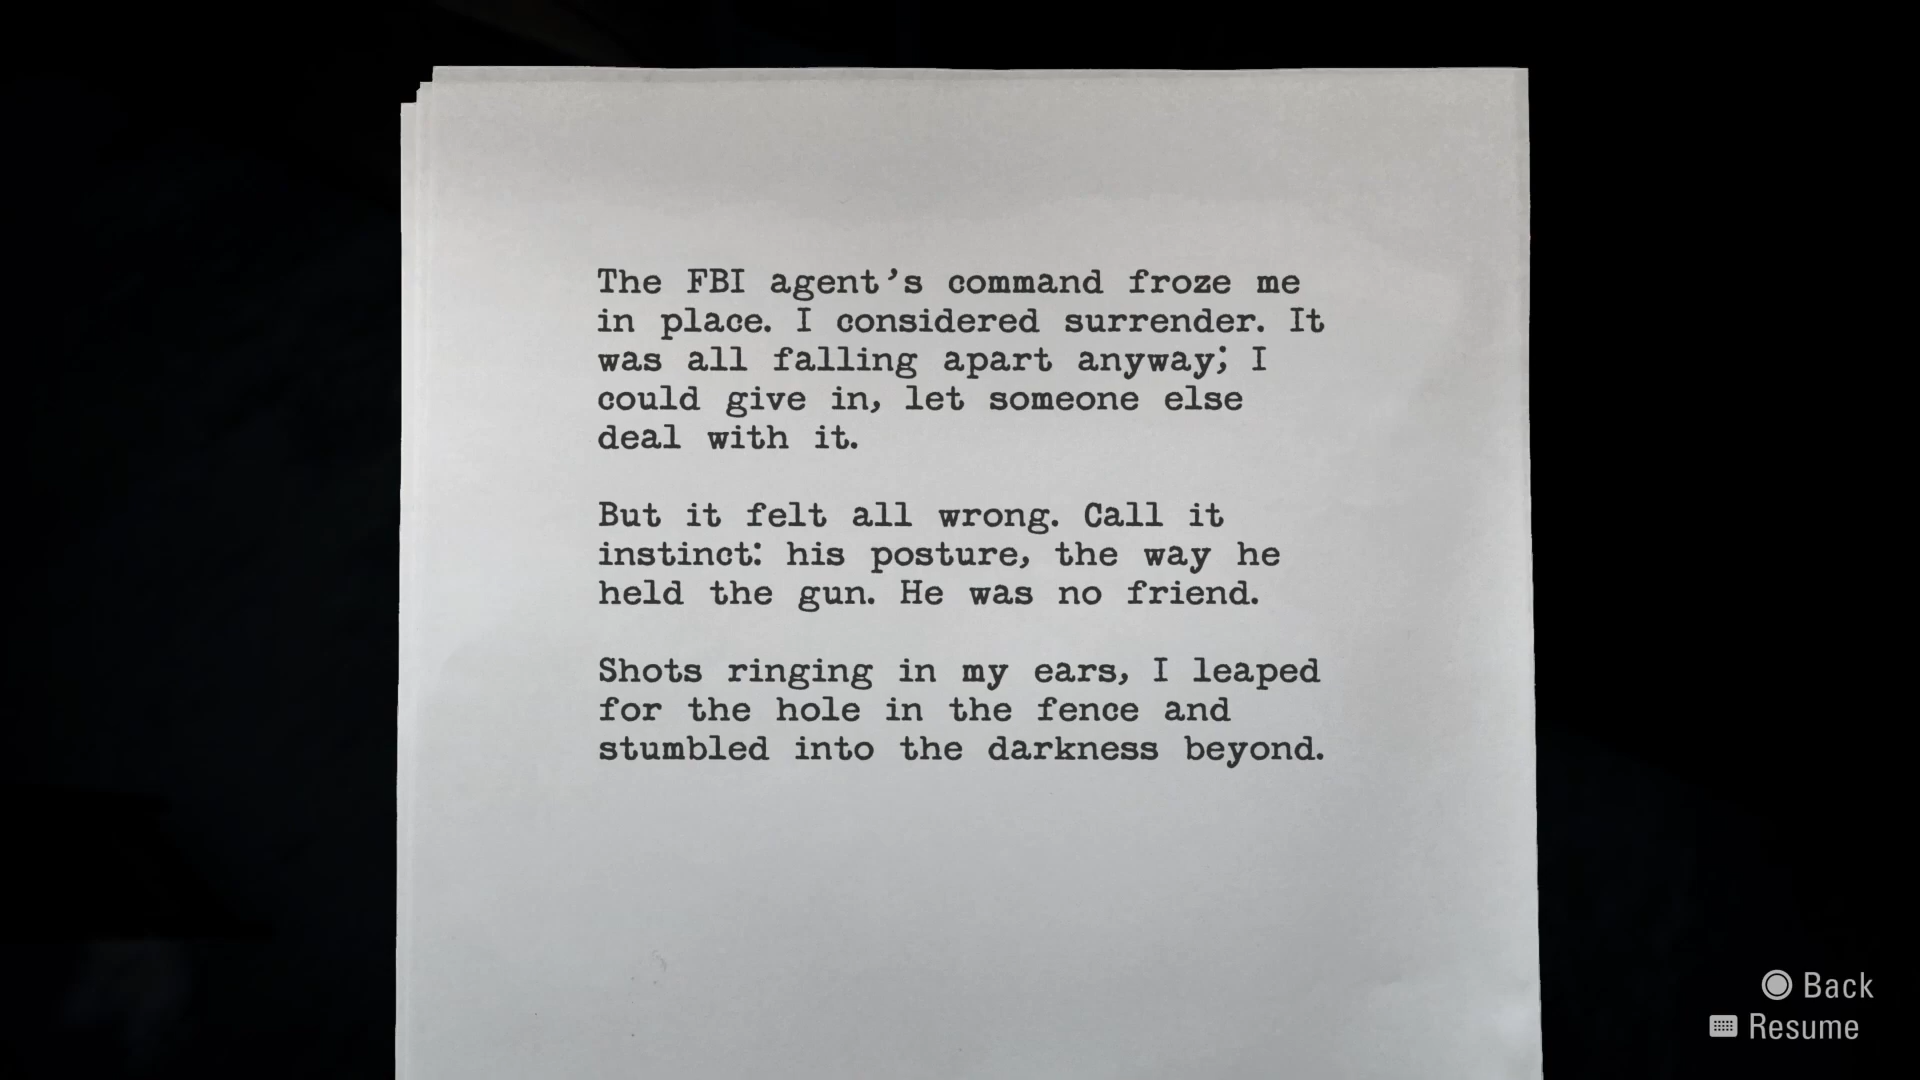 The FBI agent’s command froze me
in place. I considered surrender. It
was all falling apart anyway; I
could give in, let someone else
deal with it.
But it felt all wrong. Call it
instinct: his posture, the way he
held the gun. He was no friend.
Shots ringing in my ears, I leaped
for the hole in the fence and
stumbled into the darkness beyond.
Back
Resume